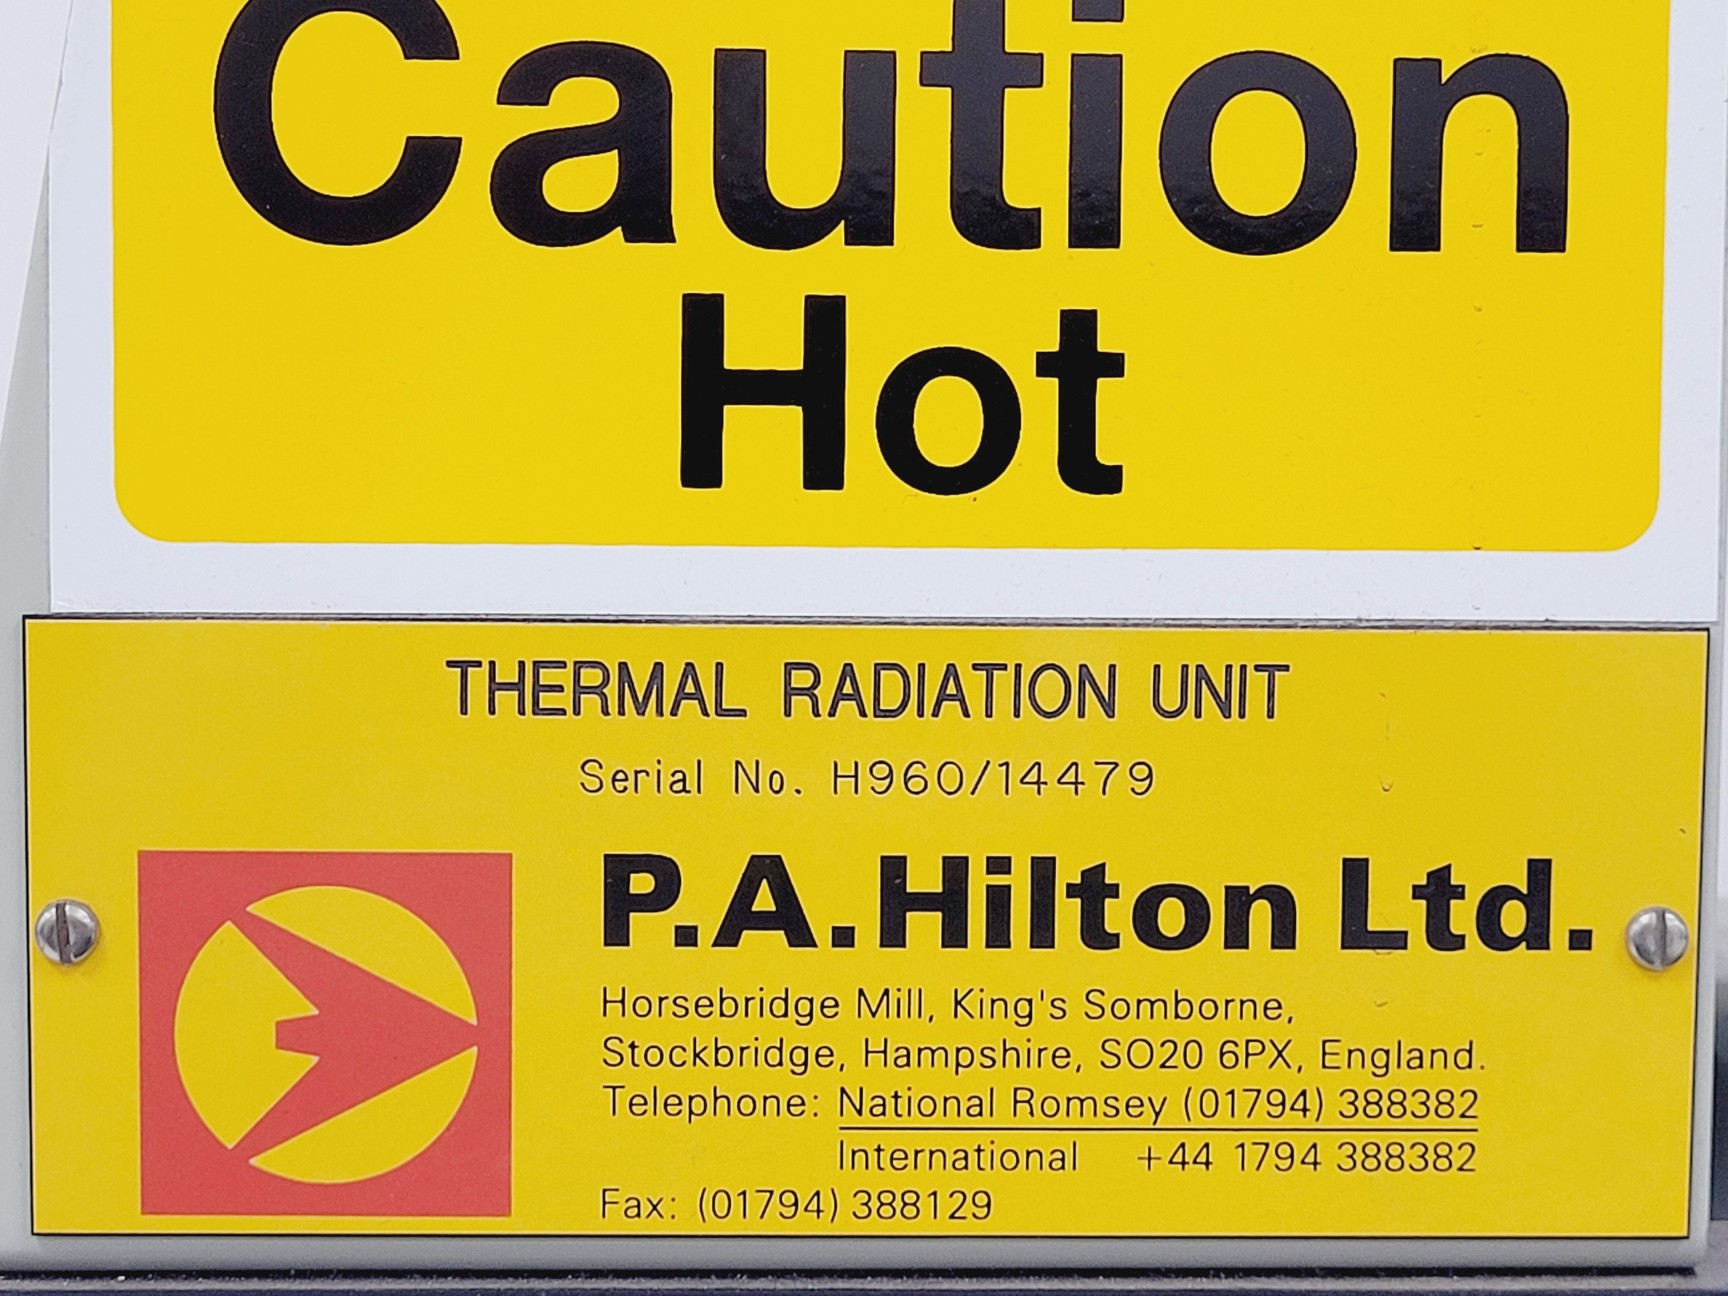 Caution
Hot
THERMAL RADIATION UNIT
Serial No. H960/14479
P.A.Hilton Ltd.
Horsebridge Mill, King's Somborne,
Stockbridge, Hampshire, SO20 6PX, England.
Telephone: National Romsey (01794) 388382
International +44 1794 388382
Fax: (01794) 388129